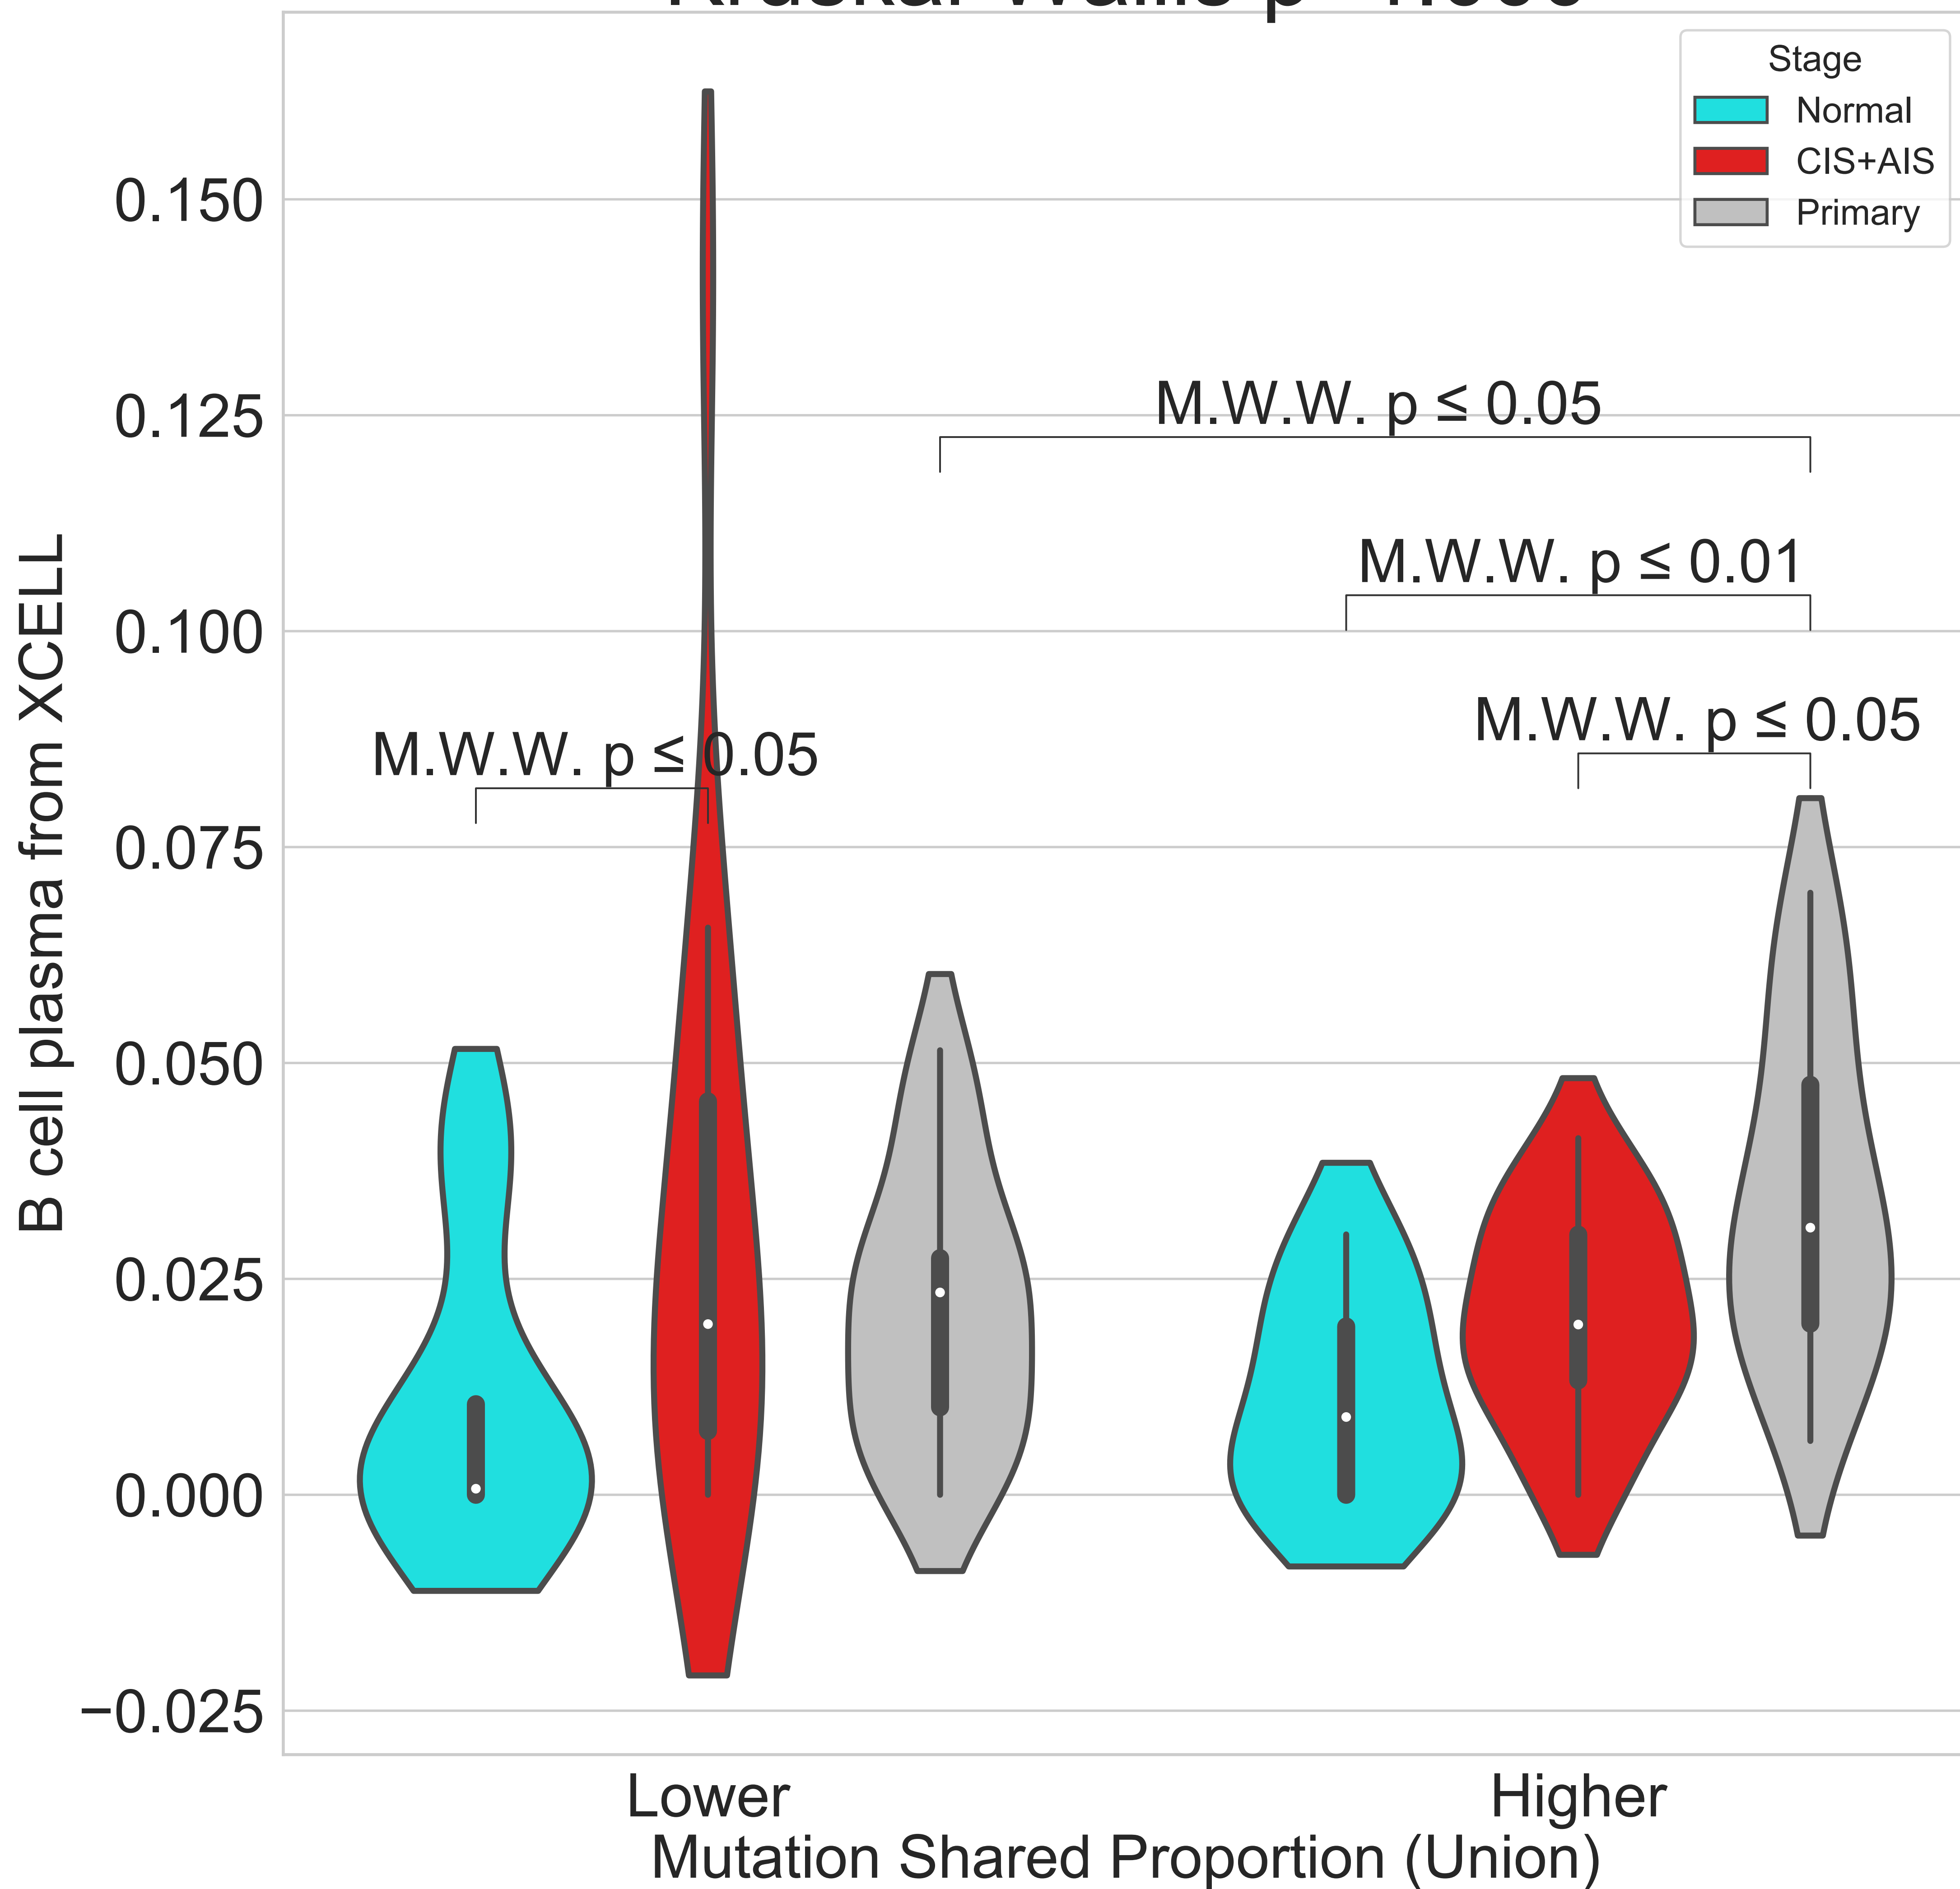 Stage
Normal
CIS+AIS
Primary
0.150
0.125
0.100
0.075
0.050
0.025
0.000
−0.025
B cell plasma from XCELL
M.W.W. p ≤ 0.05
M.W.W. p ≤ 0.01
M.W.W. p ≤ 0.05
M.W.W. p ≤ 0.05
Lower
Higher
Mutation Shared Proportion (Union)